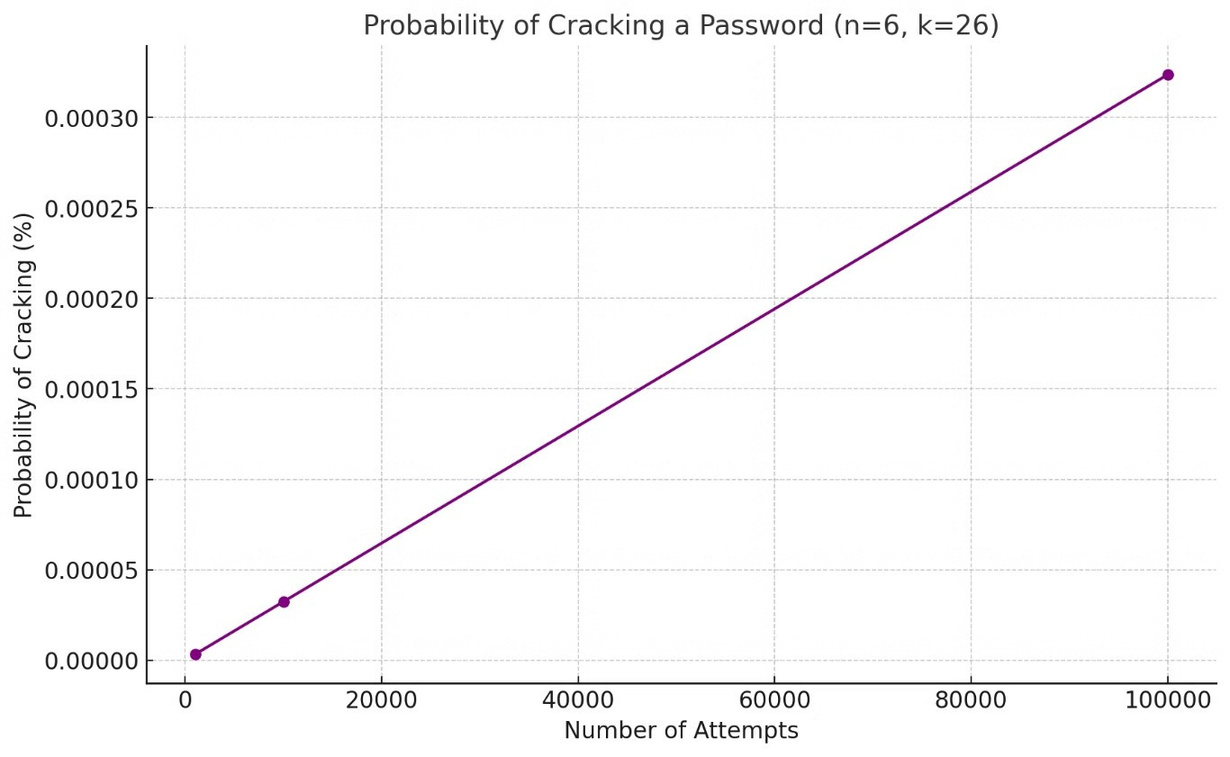 Probability of Cracking a Password (n=6, k=26)
Probability of Cracking (%)
0.00030
0.00025
0.00020
0.00015
0.00010
0.00005
0.00000
0 20000 40000 60000 80000 100000
Number of Attempts